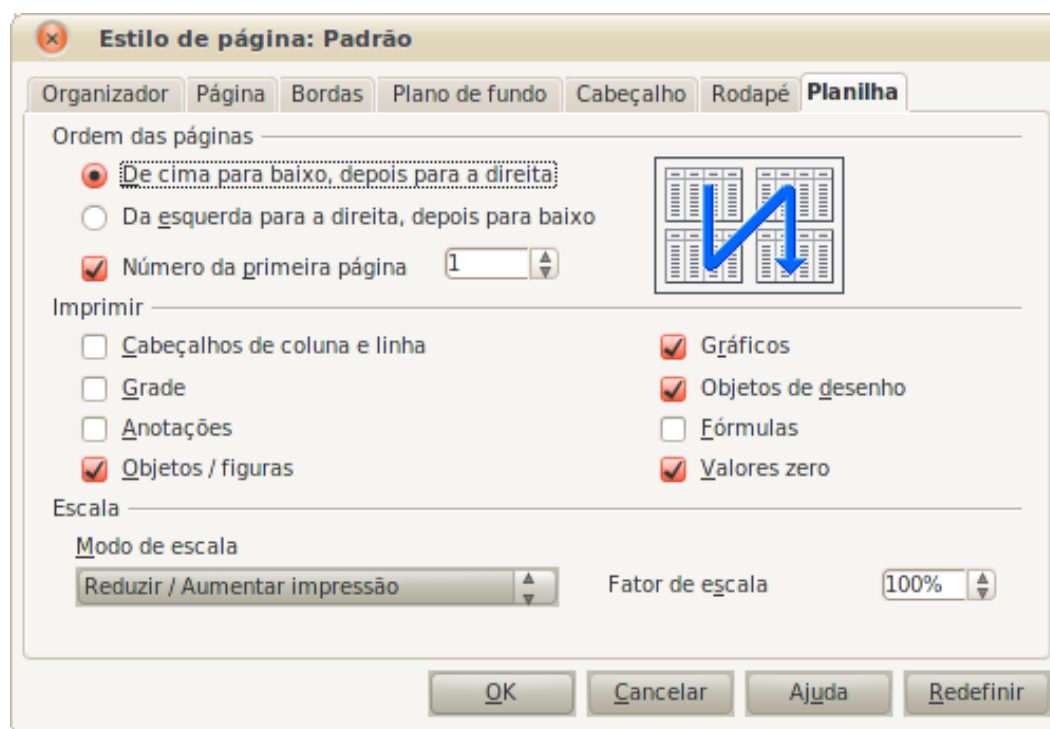 Estilo de página: Padrão
Organizador Página Bordas Plano de fundo Cabeçalho Rodapé Planilha
Ordem das páginas
De cima para baixo, depois para a direita
Da esquerda para a direita, depois para baixo
Número da primeira página 1
Imprimir
Cabeçalhos de coluna e linha Gráficos
Grade Objetos de desenho
Anotações Fórmulas
Objetos / figuras Valores zero
Escala
Modo de escala
Reduzir / Aumentar impressão Fator de escala 100%
OK Cancelar Ajuda Redefinir